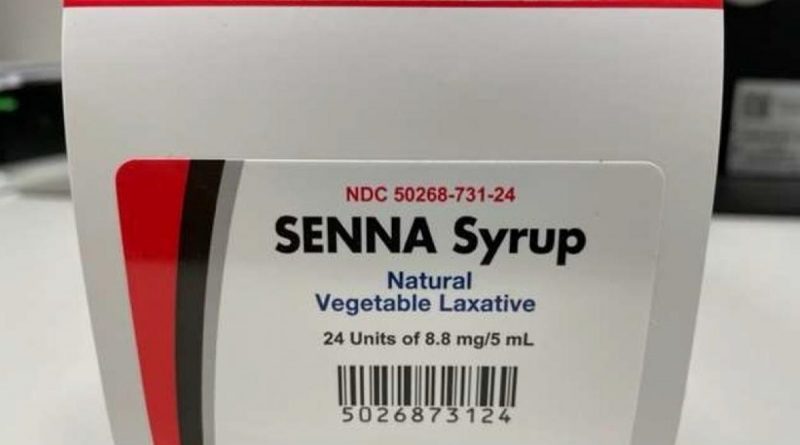 NDC 50268-731-24
SENNA Syrup
Natural
Vegetable Laxative
24 Units of 8.8 mg/5 mL
5026873124